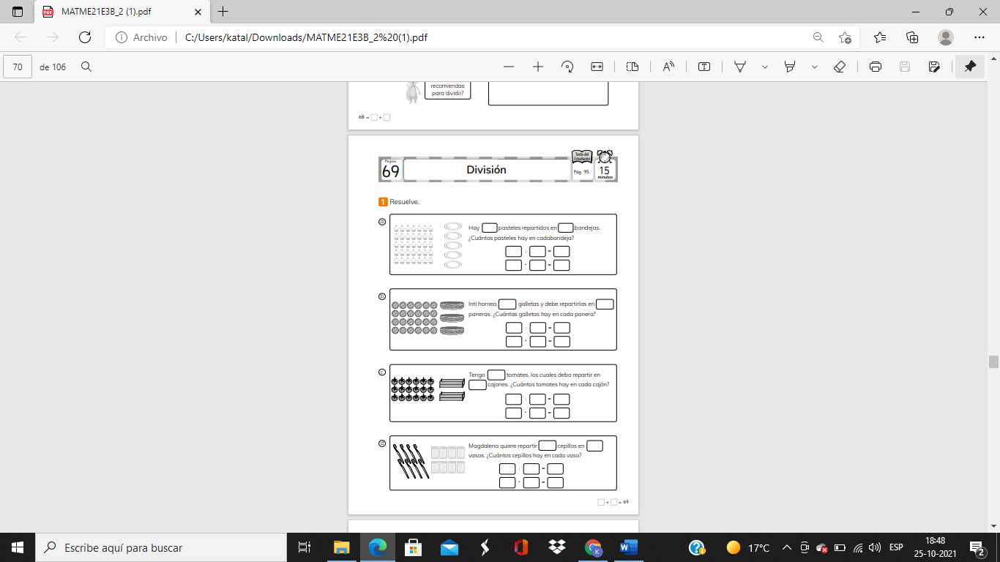 MATME21E3B_2 (1).pdf
Archivo
C:/Users/katal/Downloads/MATME21E3B_2%20(1).pdf
70 de 106
recomiendas
para dividir?
68 = +
Página:
69
División
Texto del
Estudiante
Pág. 95
15
minutos
1 Resuelve.
a
Hay pasteles repartidos en bandejas.
¿Cuántos pasteles hay en cadabandeja?
: =
· =
b
Inti hornea galletas y debe repartirlas en
paneras. ¿Cuántas galletas hay en cada panera?
: =
· =
c
Tengo tomates, los cuales debo repartir en
cajones. ¿Cuántos tomates hay en cada cajón?
: =
· =
d
Magdalena quiere repartir cepillos en
vasos. ¿Cuántos cepillos hay en cada vaso?
: =
· =
+ = 69
Escribe aquí para buscar
17°C
ESP
18:48
25-10-2021
2